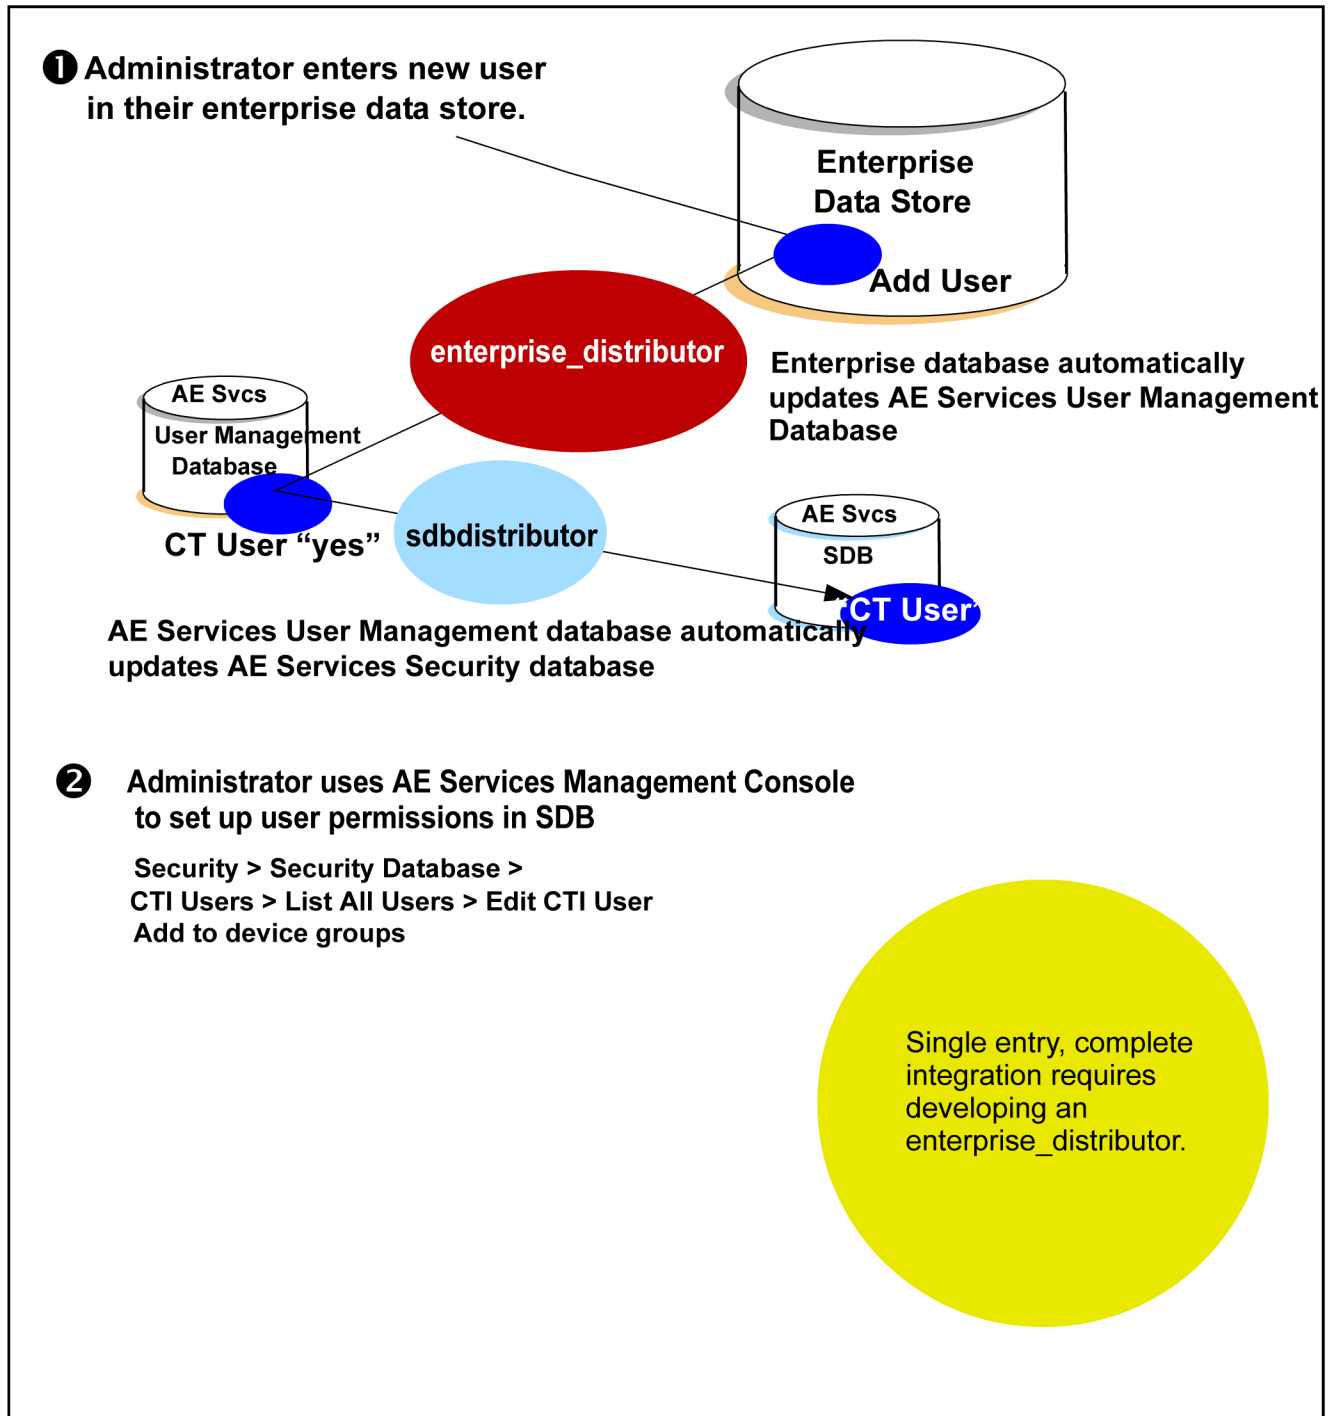 ❶ Administrator enters new user
in their enterprise data store.
Enterprise
Data Store
Add User
enterprise_distributor
Enterprise database automatically
updates AE Services User Management
Database
AE Svcs
User Management
Database
CT User “yes”
sdbdistributor
AE Svcs
SDB
“CT User”
AE Services User Management database automatically
updates AE Services Security database
❷ Administrator uses AE Services Management Console
to set up user permissions in SDB
Security > Security Database >
CTI Users > List All Users > Edit CTI User
Add to device groups
Single entry, complete
integration requires
developing an
enterprise_distributor.